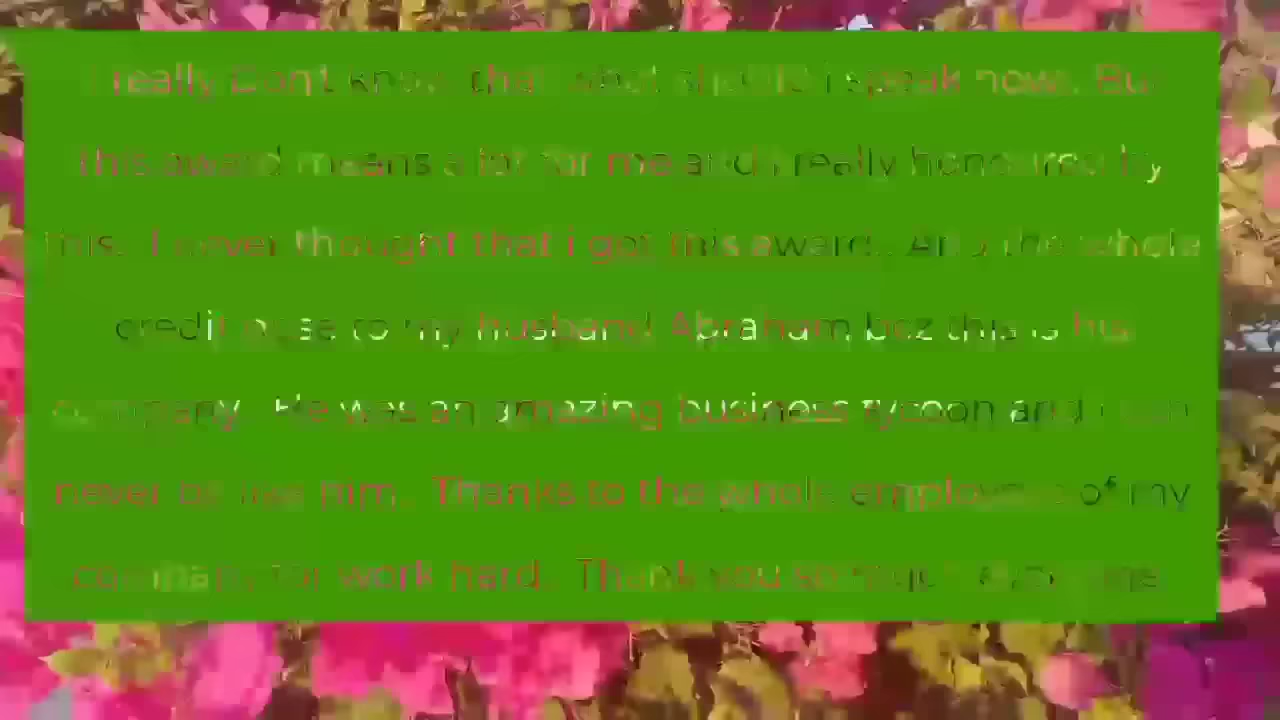 I really Don't know that what should i speak now. But
this award means a lot for me and i really honoured by
this. I never thought that i got this award. And the whole
credit goes to my husband Abraham boz this is his
company. He was an amazing business tycoon and i can
never be like him. Thanks to the whole employees of my
company for work hard. Thank you so much everyone